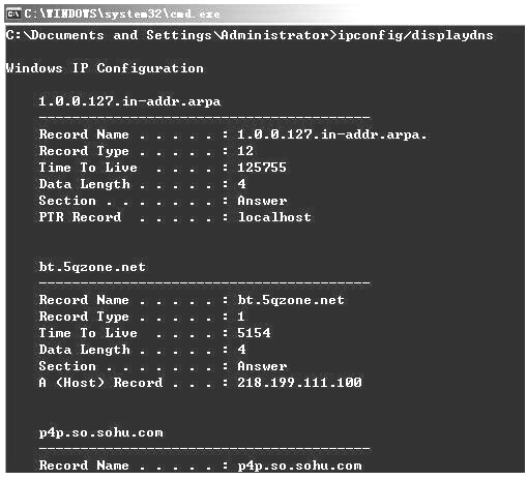 C:\WINDOWS\system32\cmd.exe
C:\Documents and Settings\Administrator>ipconfig/displaydns
Windows IP Configuration
1.0.0.127.in-addr.arpa
----------------------------------------
Record Name . . . . . : 1.0.0.127.in-addr.arpa.
Record Type . . . . . : 12
Time To Live  . . . . : 125755
Data Length . . . . . : 4
Section . . . . . . . : Answer
PTR Record  . . . . . : localhost
bt.5qzone.net
----------------------------------------
Record Name . . . . . : bt.5qzone.net
Record Type . . . . . : 1
Time To Live  . . . . : 5154
Data Length . . . . . : 4
Section . . . . . . . : Answer
A (Host) Record . . . : 218.199.111.100
p4p.so.sohu.com
----------------------------------------
Record Name . . . . . : p4p.so.sohu.com